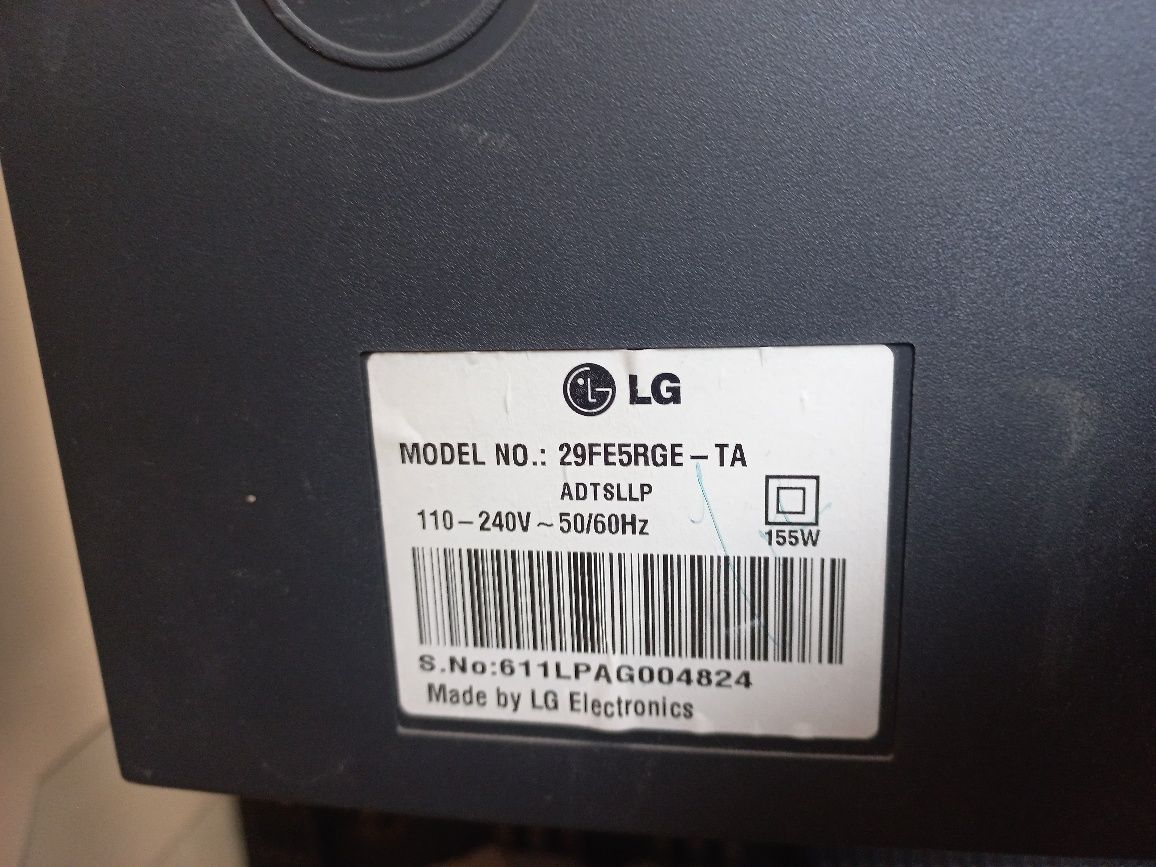 LG
MODEL NO.: 29FE5RGE–TA
ADTSLLP
110–240V~50/60Hz
155W
S.No:611LPAG004824
Made by LG Electronics